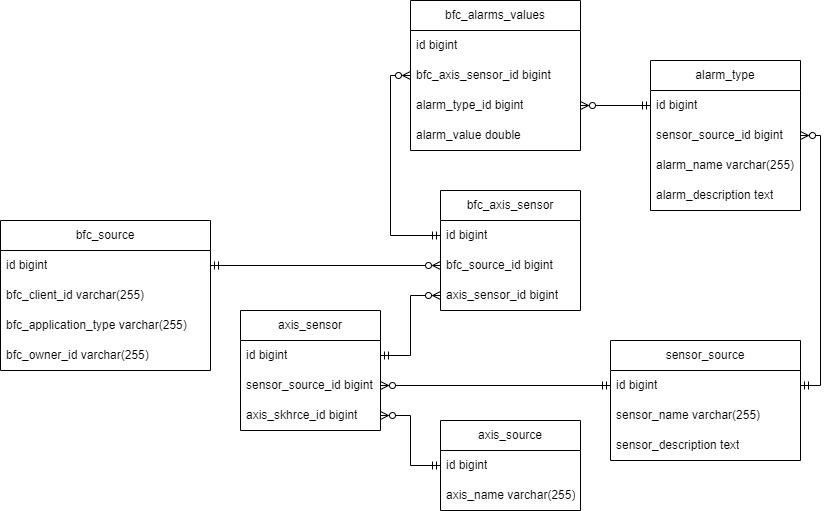 bfc_alarms_values
id bigint
bfc_axis_sensor_id bigint
alarm_type_id bigint
alarm_value double
alarm_type
id bigint
sensor_source_id bigint
alarm_name varchar(255)
alarm_description text
bfc_axis_sensor
id bigint
bfc_source_id bigint
axis_sensor_id bigint
bfc_source
id bigint
bfc_client_id varchar(255)
bfc_application_type varchar(255)
bfc_owner_id varchar(255)
axis_sensor
id bigint
sensor_source_id bigint
axis_skhrce_id bigint
sensor_source
id bigint
sensor_name varchar(255)
sensor_description text
axis_source
id bigint
axis_name varchar(255)